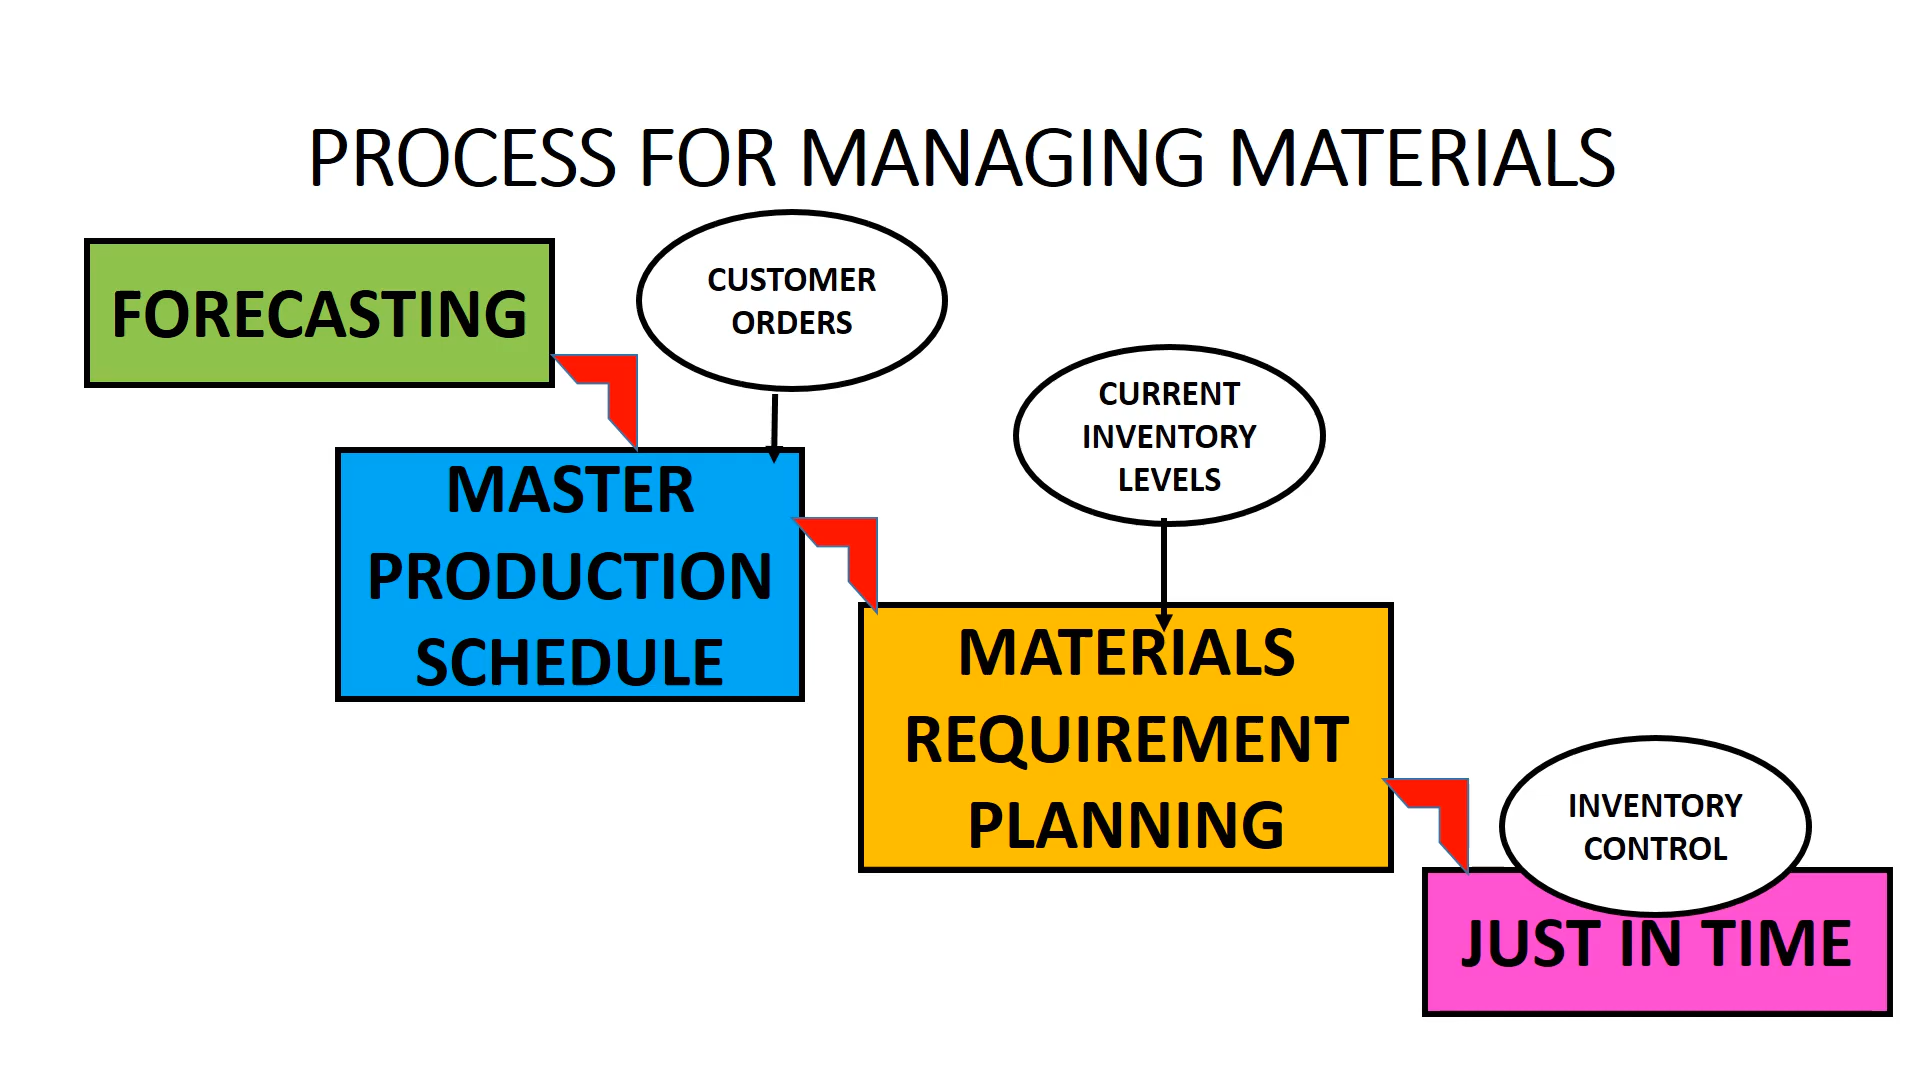 PROCESS FOR MANAGING MATERIALS
FORECASTING
CUSTOMER
ORDERS
MASTER
PRODUCTION
SCHEDULE
CURRENT
INVENTORY
LEVELS
MATERIALS
REQUIREMENT
PLANNING
INVENTORY
CONTROL
JUST IN TIME